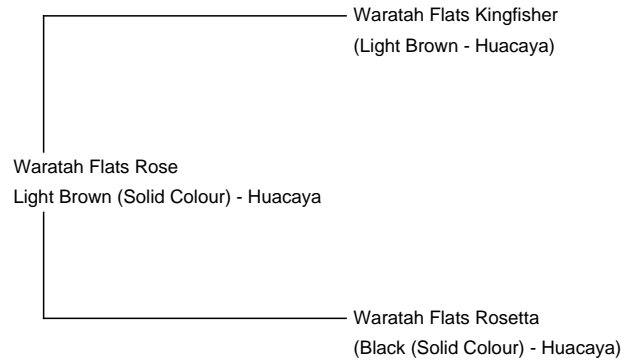 Waratah Flats Kingfisher
(Light Brown - Huacaya)
Waratah Flats Rose
Light Brown (Solid Colour) - Huacaya
Waratah Flats Rosetta
(Black (Solid Colour) - Huacaya)